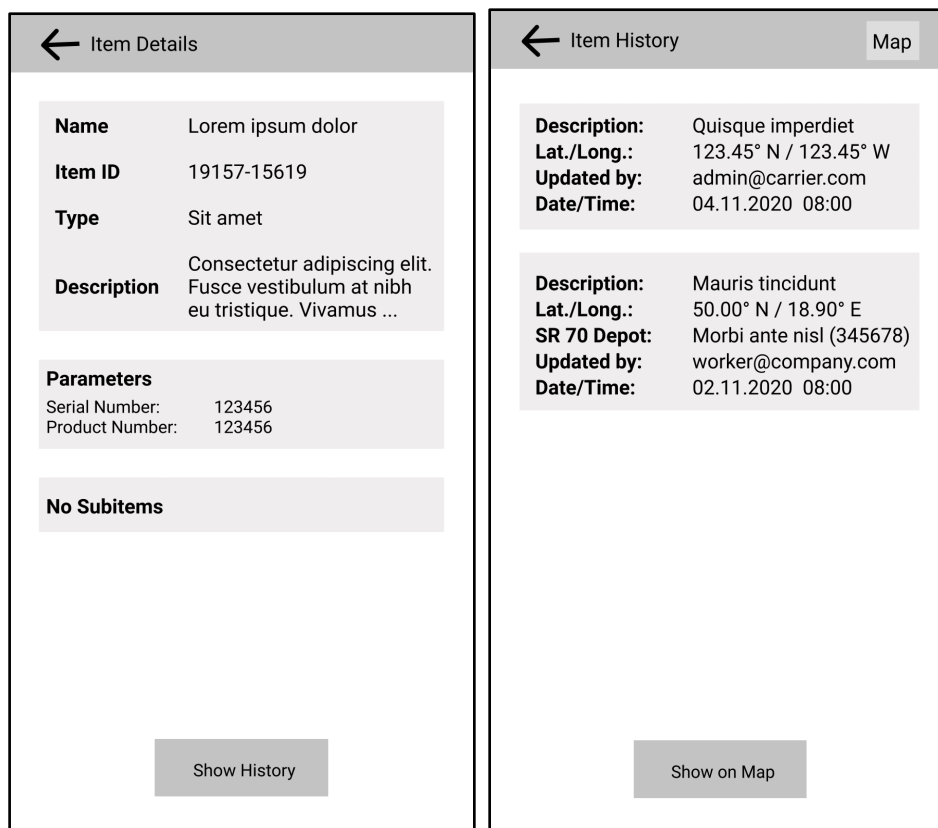 Item Details
Name Lorem ipsum dolor
Item ID 19157-15619
Type Sit amet
Description Consectetur adipiscing elit.
Fusce vestibulum at nibh
eu tristique. Vivamus ...
Parameters
Serial Number: 123456
Product Number: 123456
No Subitems
Show History
Item History Map
Description: Quisque imperdiet
Lat./Long.: 123.45° N / 123.45° W
Updated by: admin@carrier.com
Date/Time: 04.11.2020 08:00
Description: Mauris tincidunt
Lat./Long.: 50.00° N / 18.90° E
SR 70 Depot: Morbi ante nisl (345678)
Updated by: worker@company.com
Date/Time: 02.11.2020 08:00
Show on Map